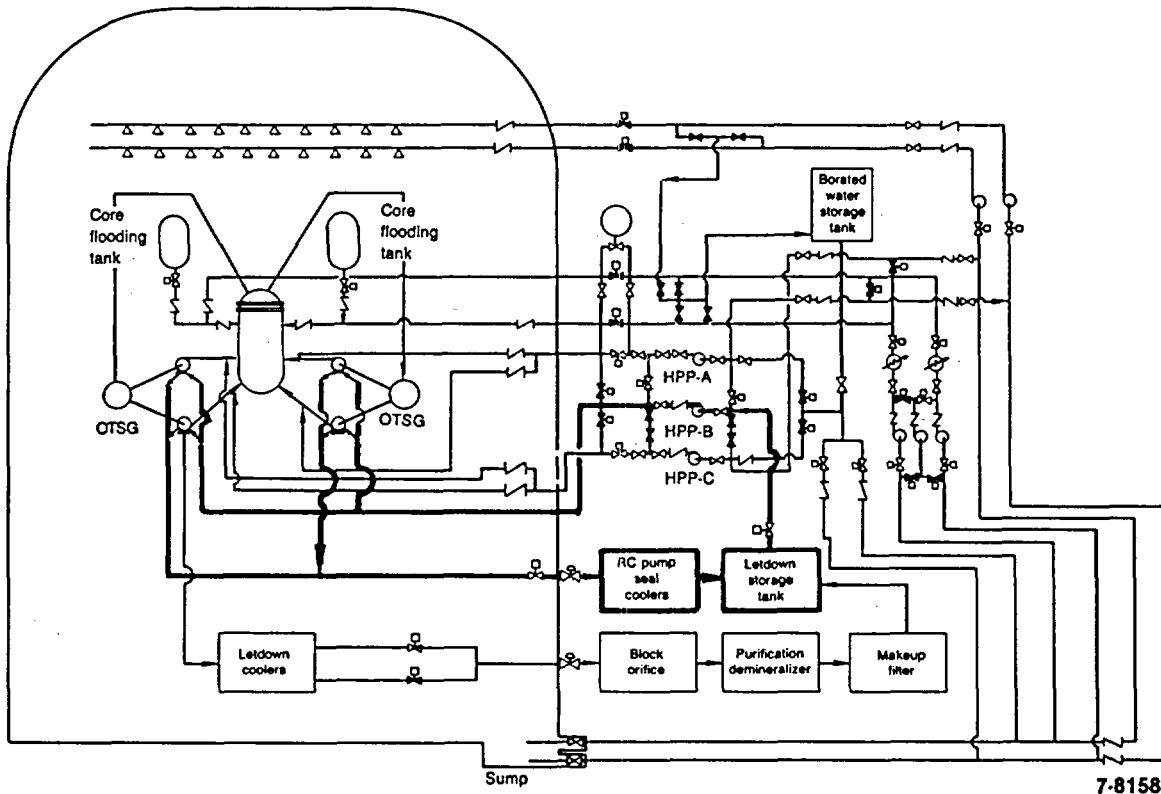 Borated
water
storage
tank
Core
flooding
tank
Core
flooding
tank
HPP-A
OTSG
OTSG
HPP-B
HPP-C
RC pump
seal
coolers
Letdown
storage
tank
Letdown
coolers
Block
orifice
Purification
demineralizer
Makeup
filter
Sump
7-8158